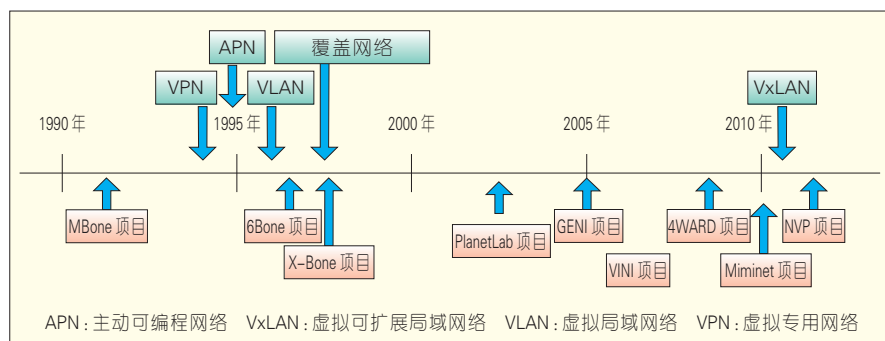 APN 覆盖网络
VPN VLAN VxLAN
1990 年 1995 年 2000 年 2005 年 2010 年
MBone 项目 6Bone 项目 PlanetLab 项目 GENI 项目 4WARD 项目 NVP 项目
X-Bone 项目 VINI 项目 Miminet 项目
APN : 主动可编程网络 VxLAN : 虚拟可扩展局域网络 VLAN : 虚拟局域网络 VPN : 虚拟专用网络